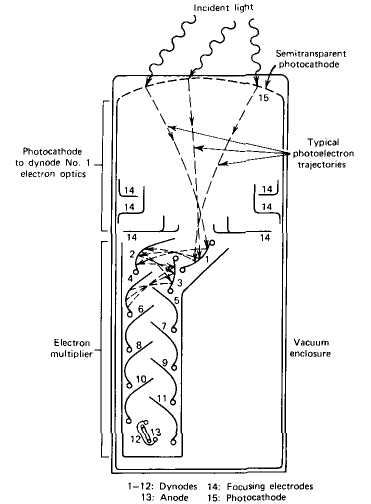 Incident light
Semitransparent
photocathode
15
Photocathode
to dynode No. 1
electron optics
Typical
photoelectron
trajectories
14
14
14
14
14
14
2
1
4
3
5
6
7
Electron
multiplier
8
Vacuum
enclosure
9
10
11
12
13
1–12: Dynodes 14: Focusing electrodes
13: Anode 15: Photocathode